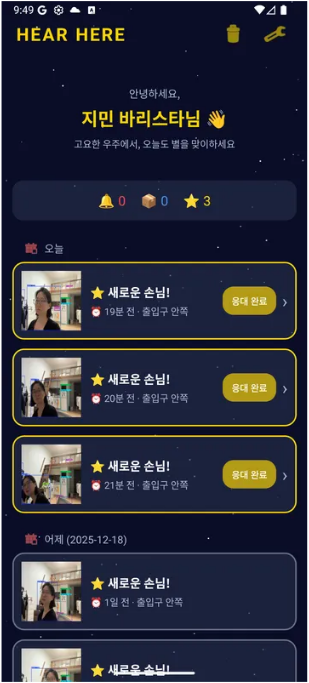 9:49 G
HEAR HERE
안녕하세요,
지민 바리스타님 👋
고요한 우주에서, 오늘도 별을 맞이하세요
🔔 0 📦 0 ⭐ 3
오늘
⭐ 새로운 손님!
⏰ 19분 전 · 출입구 안쪽
응대 완료
⭐ 새로운 손님!
⏰ 20분 전 · 출입구 안쪽
응대 완료
⭐ 새로운 손님!
⏰ 21분 전 · 출입구 안쪽
응대 완료
어제 (2025-12-18)
⭐ 새로운 손님!
⏰ 1일 전 · 출입구 안쪽
⭐ 새로운 손님!